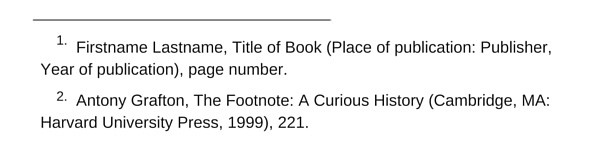 1. Firstname Lastname, Title of Book (Place of publication: Publisher,
Year of publication), page number.
2. Antony Grafton, The Footnote: A Curious History (Cambridge, MA:
Harvard University Press, 1999), 221.